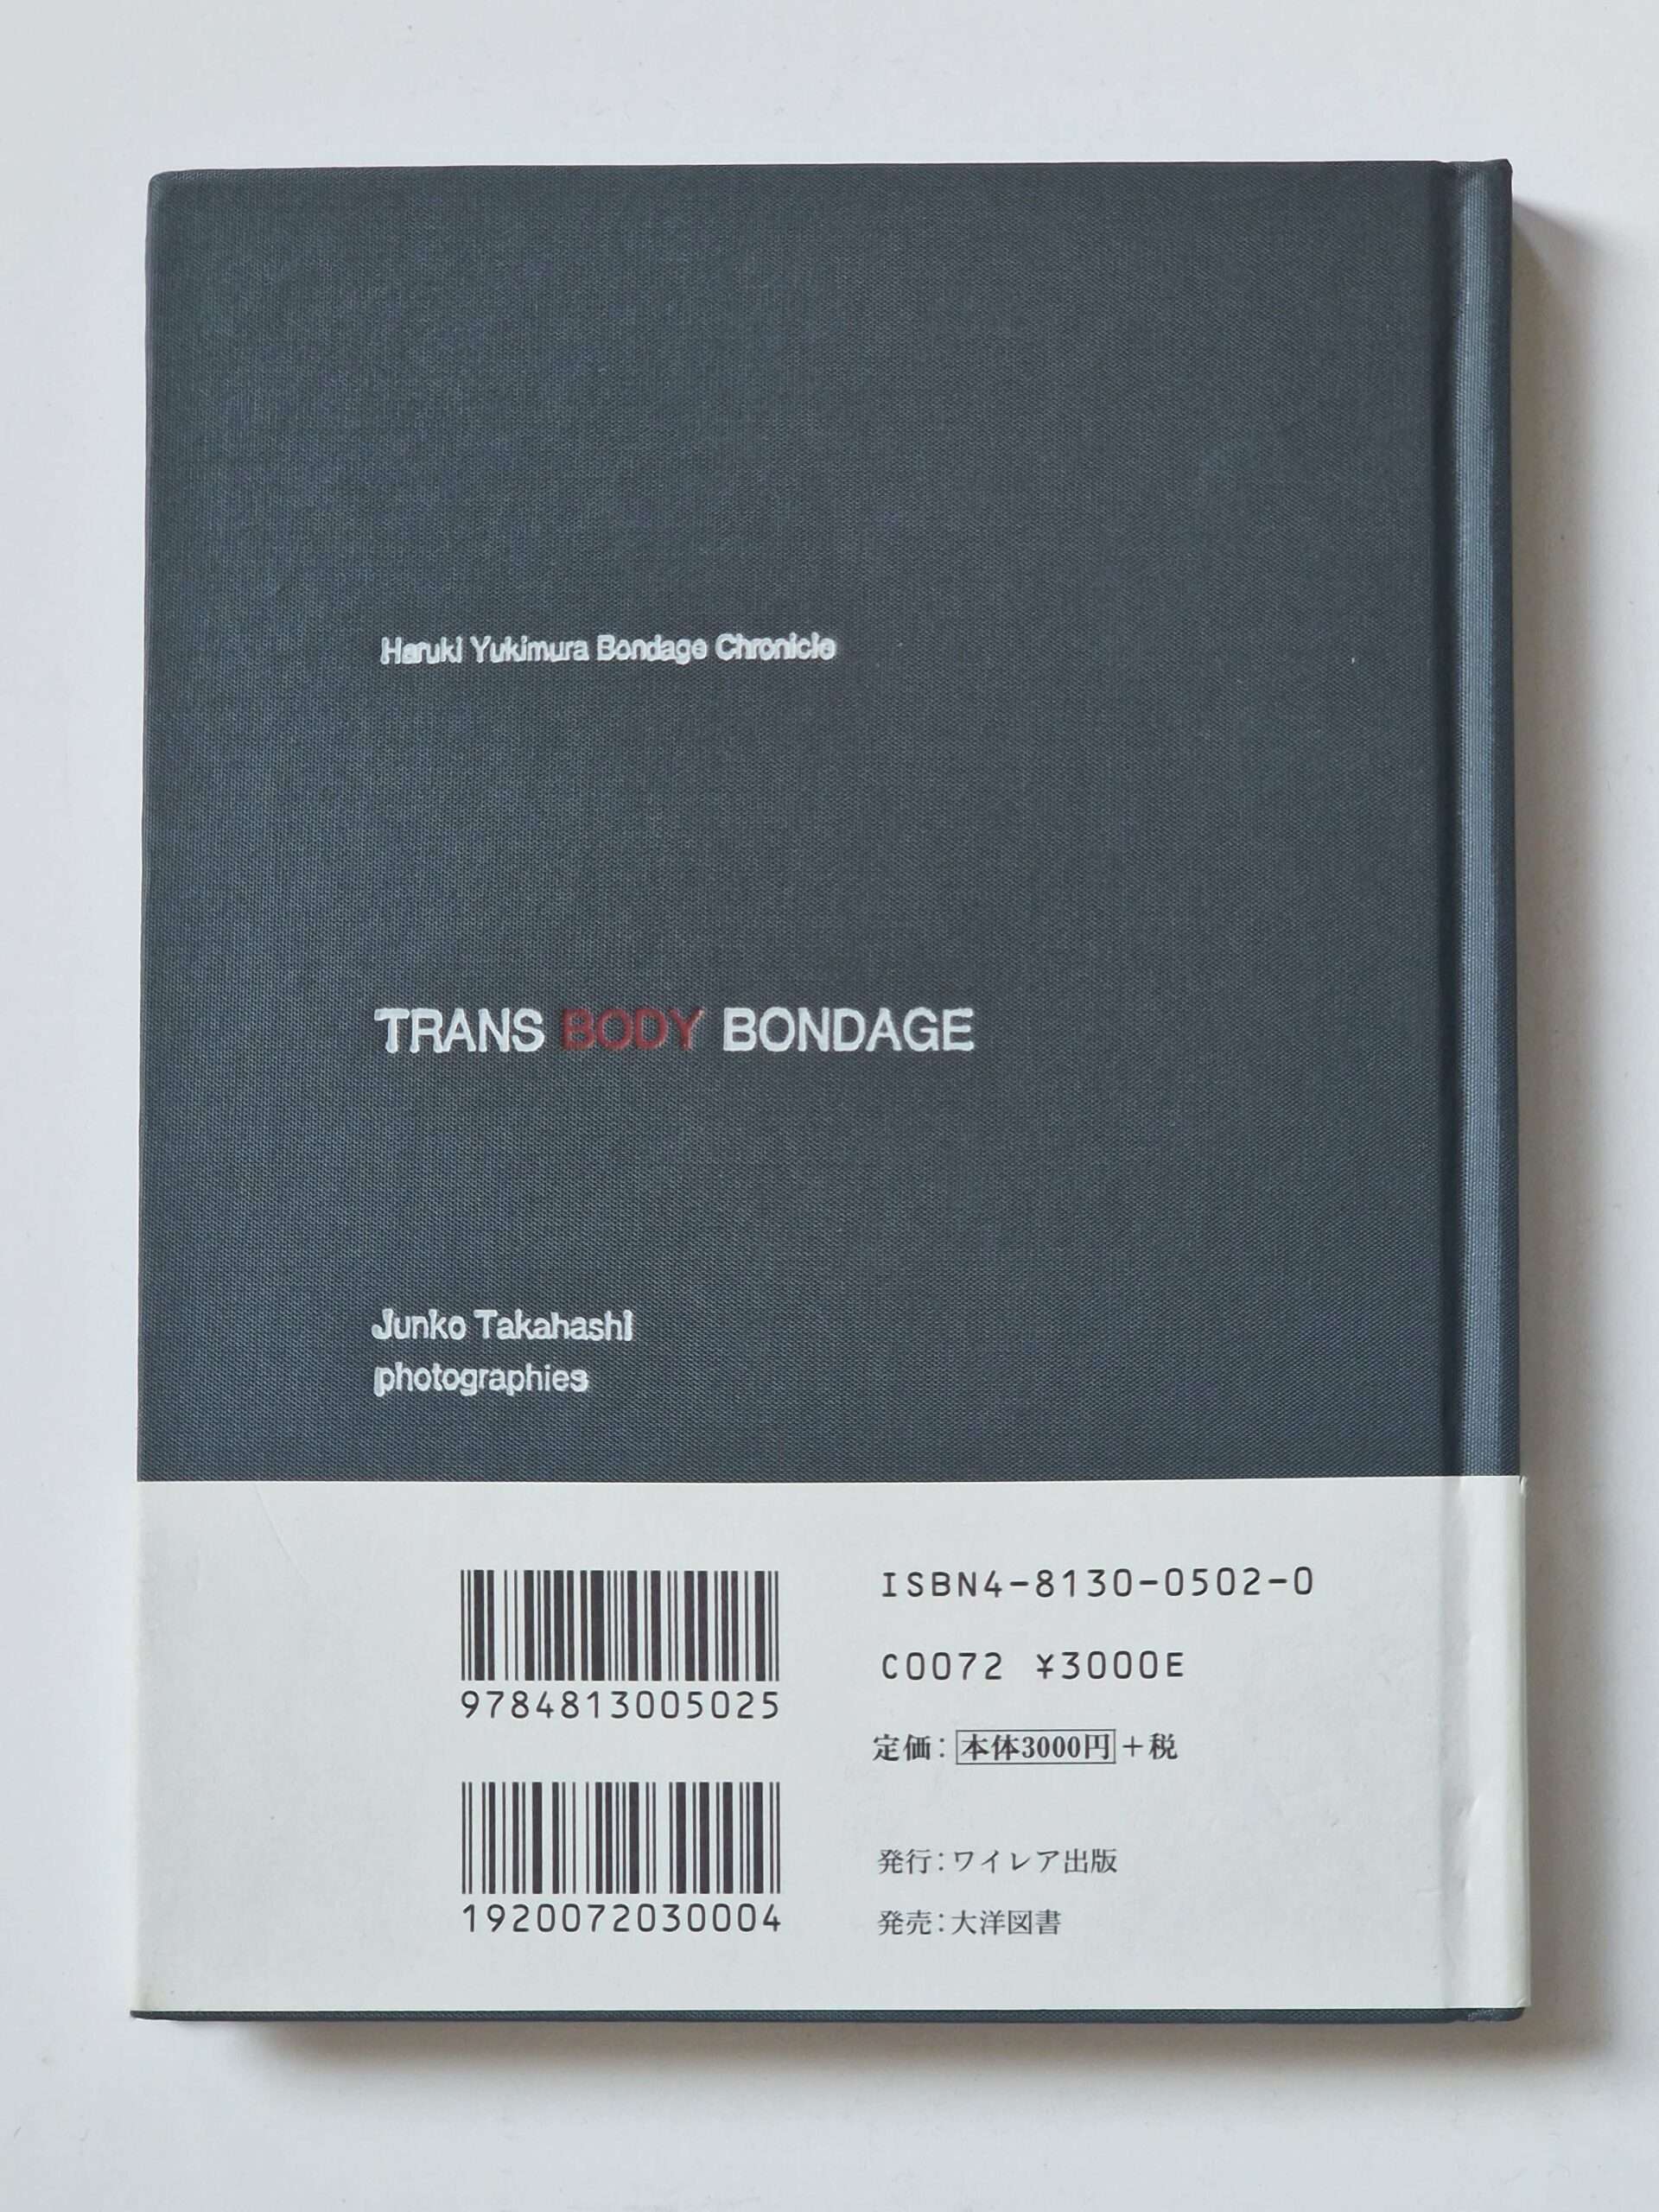 Haruki Yukimura Bondage Chronicle
TRANS BODY BONDAGE
Junko Takahashi
photographies
9784813005025
1920072030004
ISBN4-8130-0502-0
C0072 ¥3000E
定価：本体3000円＋税
発行：ワイレア出版
発売：大洋図書